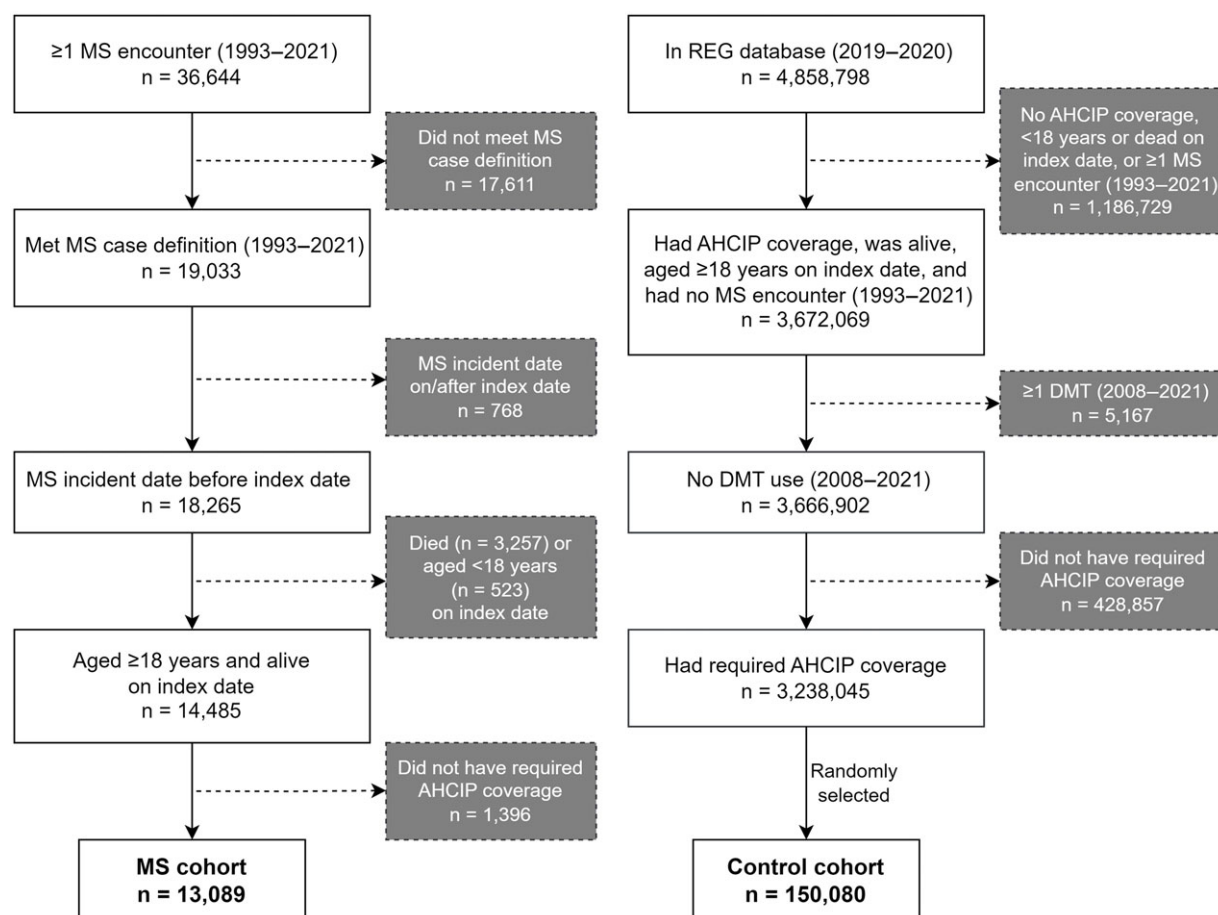 ≥1 MS encounter (1993–2021)
n = 36,644
Did not meet MS
case definition
n = 17,611
Met MS case definition (1993–2021)
n = 19,033
MS incident date
on/after index date
n = 768
MS incident date before index date
n = 18,265
Died (n = 3,257) or
aged <18 years
(n = 523)
on index date
Aged ≥18 years and alive
on index date
n = 14,485
Did not have required
AHCIP coverage
n = 1,396
MS cohort
n = 13,089
In REG database (2019–2020)
n = 4,858,798
No AHCIP coverage,
<18 years or dead on
index date, or ≥1 MS
encounter (1993–2021)
n = 1,186,729
Had AHCIP coverage, was alive,
aged ≥18 years on index date, and
had no MS encounter (1993–2021)
n = 3,672,069
≥1 DMT (2008–2021)
n = 5,167
No DMT use (2008–2021)
n = 3,666,902
Did not have required
AHCIP coverage
n = 428,857
Had required AHCIP coverage
n = 3,238,045
Randomly
selected
Control cohort
n = 150,080